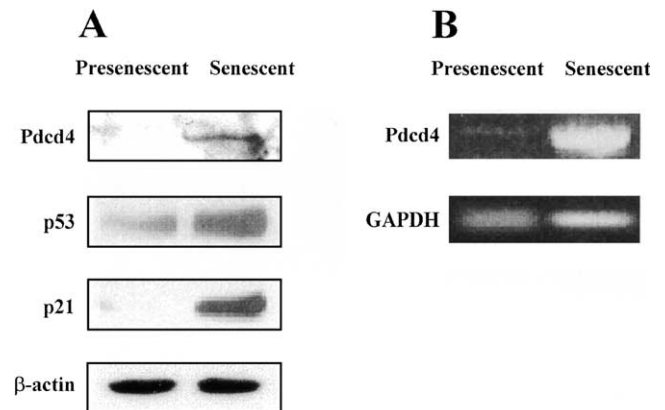 A
Presenescent Senescent
Pdcd4
p53
p21
β-actin
B
Presenescent Senescent
Pdcd4
GAPDH